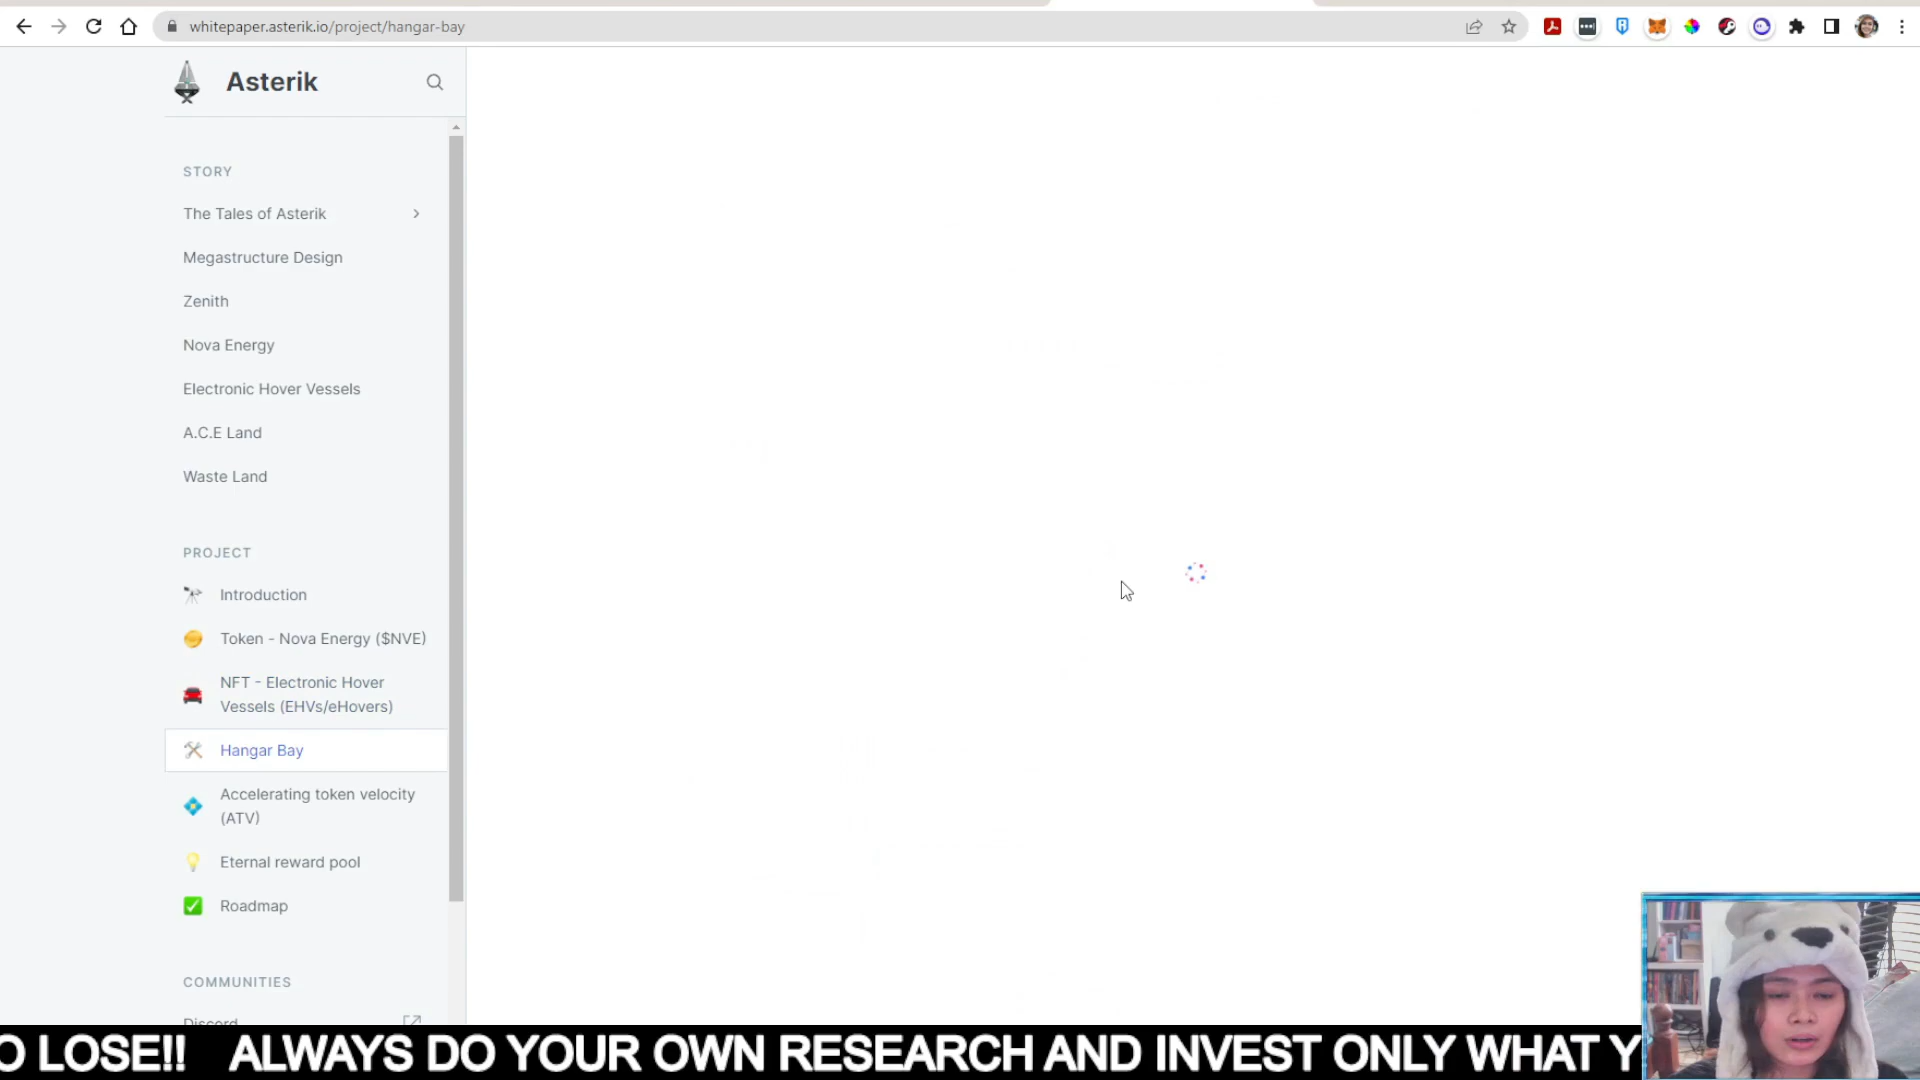 whitepaper.asterik.io/project/hangar-bay
Asterik
STORY
The Tales of Asterik
Megastructure Design
Zenith
Nova Energy
Electronic Hover Vessels
A.C.E Land
Waste Land
PROJECT
Introduction
Token - Nova Energy ($NVE)
NFT - Electronic Hover
Vessels (EHVs/eHovers)
Hangar Bay
Accelerating token velocity
(ATV)
Eternal reward pool
Roadmap
COMMUNITIES
Discord
O LOSE!! ALWAYS DO YOUR OWN RESEARCH AND INVEST ONLY WHAT Y